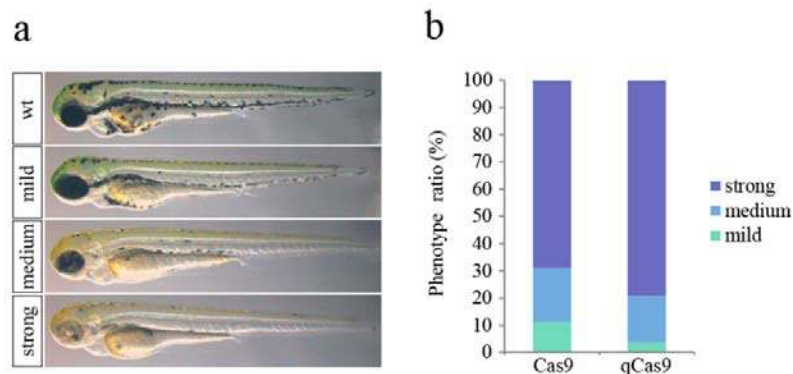 a
wt
mild
medium
strong
b
Phenotype ratio (%)
100
90
80
70
60
50
40
30
20
10
0
Cas9
qCas9
strong
medium
mild